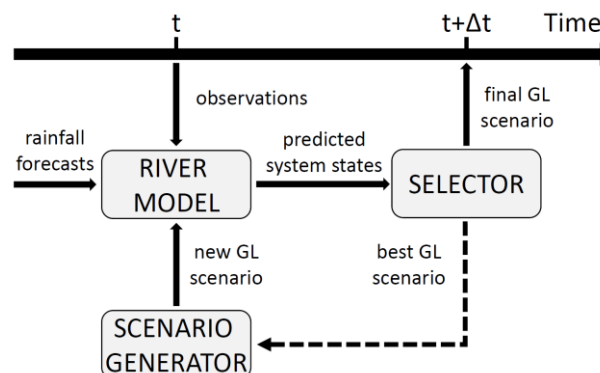 t
t+Δt
Time
observations
final GL
scenario
rainfall
forecasts
predicted
system states
RIVER
MODEL
SELECTOR
new GL
scenario
best GL
scenario
SCENARIO
GENERATOR